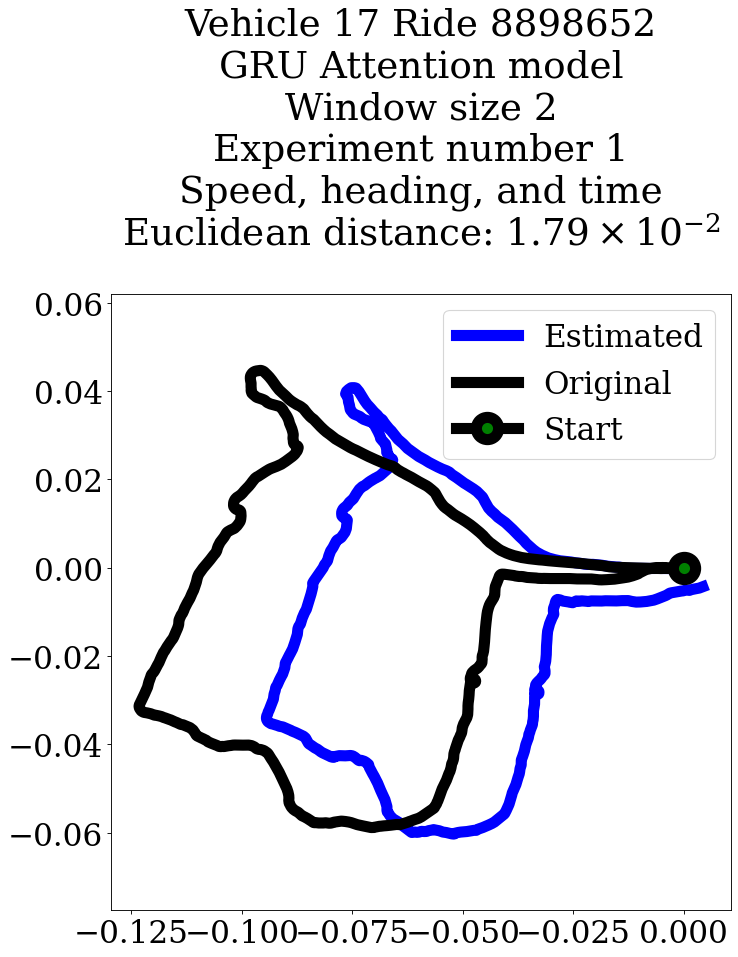 Vehicle 17 Ride 8898652
GRU Attention model
Window size 2
Experiment number 1
Speed, heading, and time
Euclidean distance: 1.79 × 10⁻²
0.06
0.04
0.02
0.00
−0.02
−0.04
−0.06
Estimated
Original
Start
−0.125 −0.100 −0.075 −0.050 −0.025 0.000